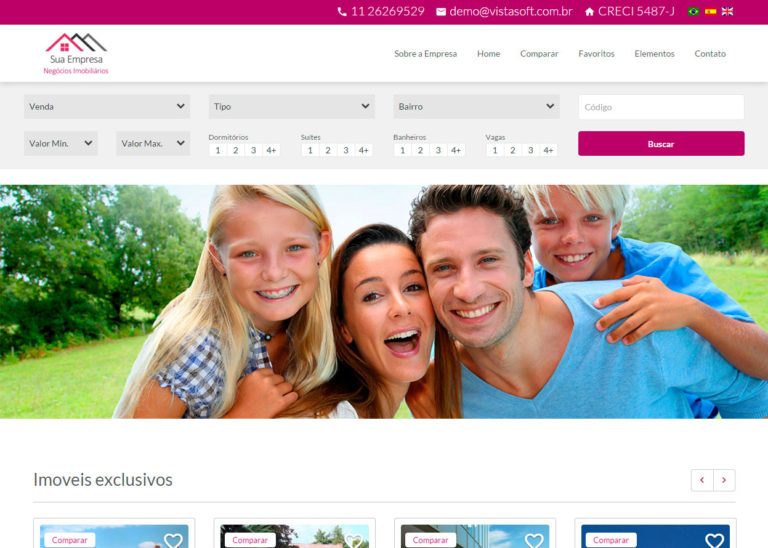 11 26269529 demo@vistasoft.com.br CRECI 5487-J
Sua Empresa
Negócios Imobiliários
Sobre a Empresa Home Comparar Favoritos Elementos Contato
Venda Tipo Bairro Código
Valor Mín. Valor Max. Dormitórios Suítes Banheiros Vagas
1 2 3 4+ 1 2 3 4+ 1 2 3 4+ 1 2 3 4+ Buscar
Imoveis exclusivos
Comparar Comparar Comparar Comparar